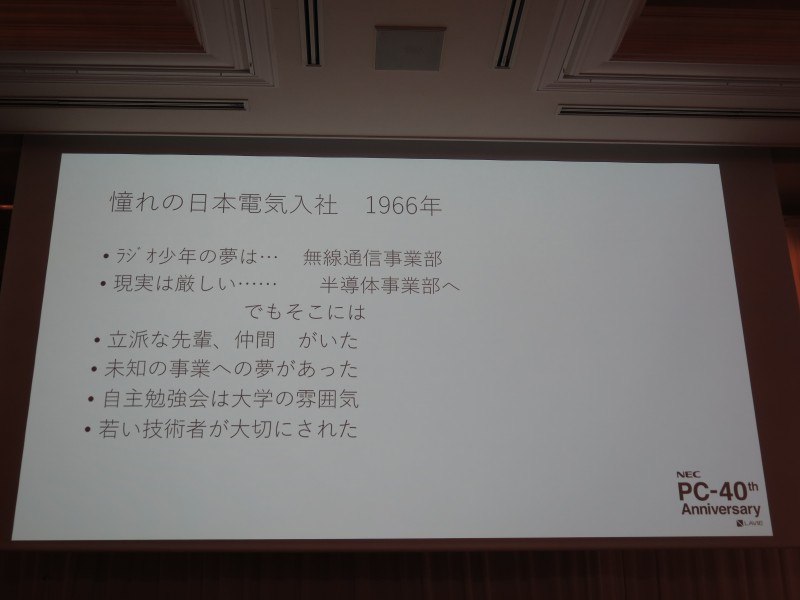 憧れの日本電気入社　1966年
• ﾗｼﾞｵ少年の夢は…　無線通信事業部
• 現実は厳しい……　　半導体事業部へ
でもそこには
• 立派な先輩、仲間　がいた
• 未知の事業への夢があった
• 自主勉強会は大学の雰囲気
• 若い技術者が大切にされた
NEC
PC-40th
Anniversary
LAVIE